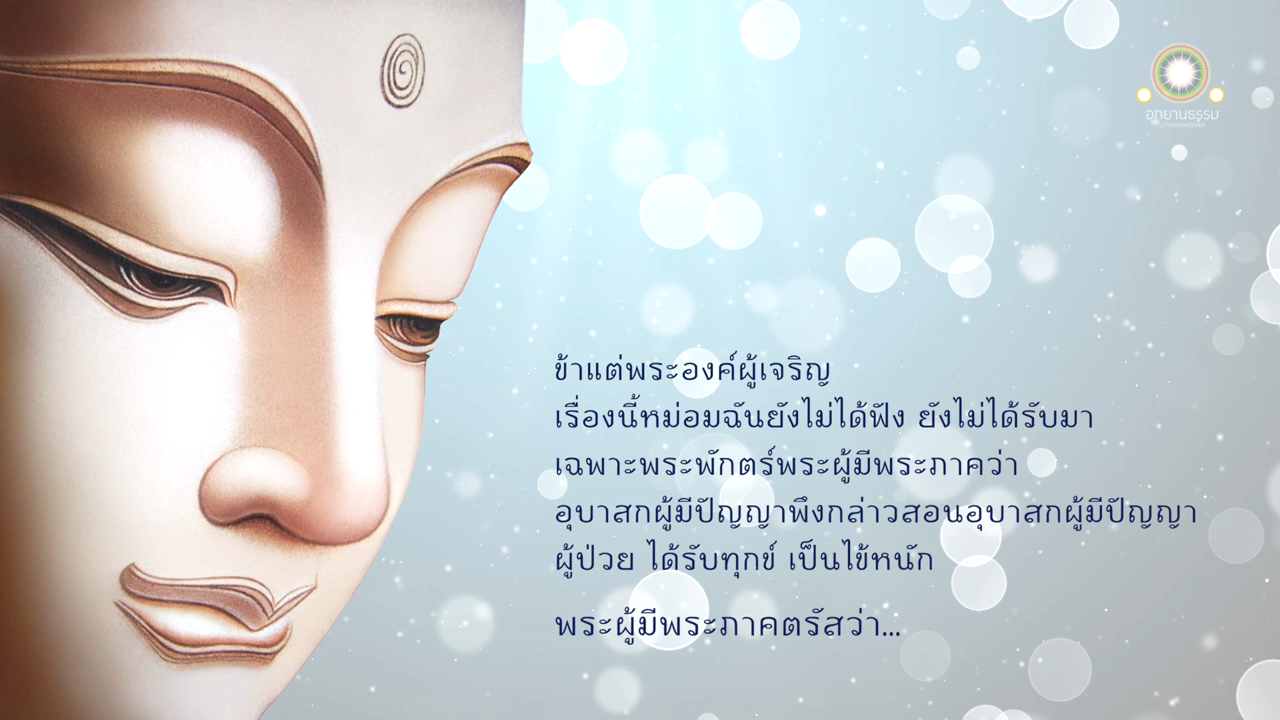 อุทยานธรรม
UTTAYARNDHAM
ข้าแต่พระองค์ผู้เจริญ
เรื่องนี้หม่อมฉันยังไม่ได้ฟัง ยังไม่ได้รับมา
เฉพาะพระพักตร์พระผู้มีพระภาคว่า
อุบาสกผู้มีปัญญาพึงกล่าวสอนอุบาสกผู้มีปัญญา
ผู้ป่วย ได้รับทุกข์ เป็นไข้หนัก
พระผู้มีพระภาคตรัสว่า...